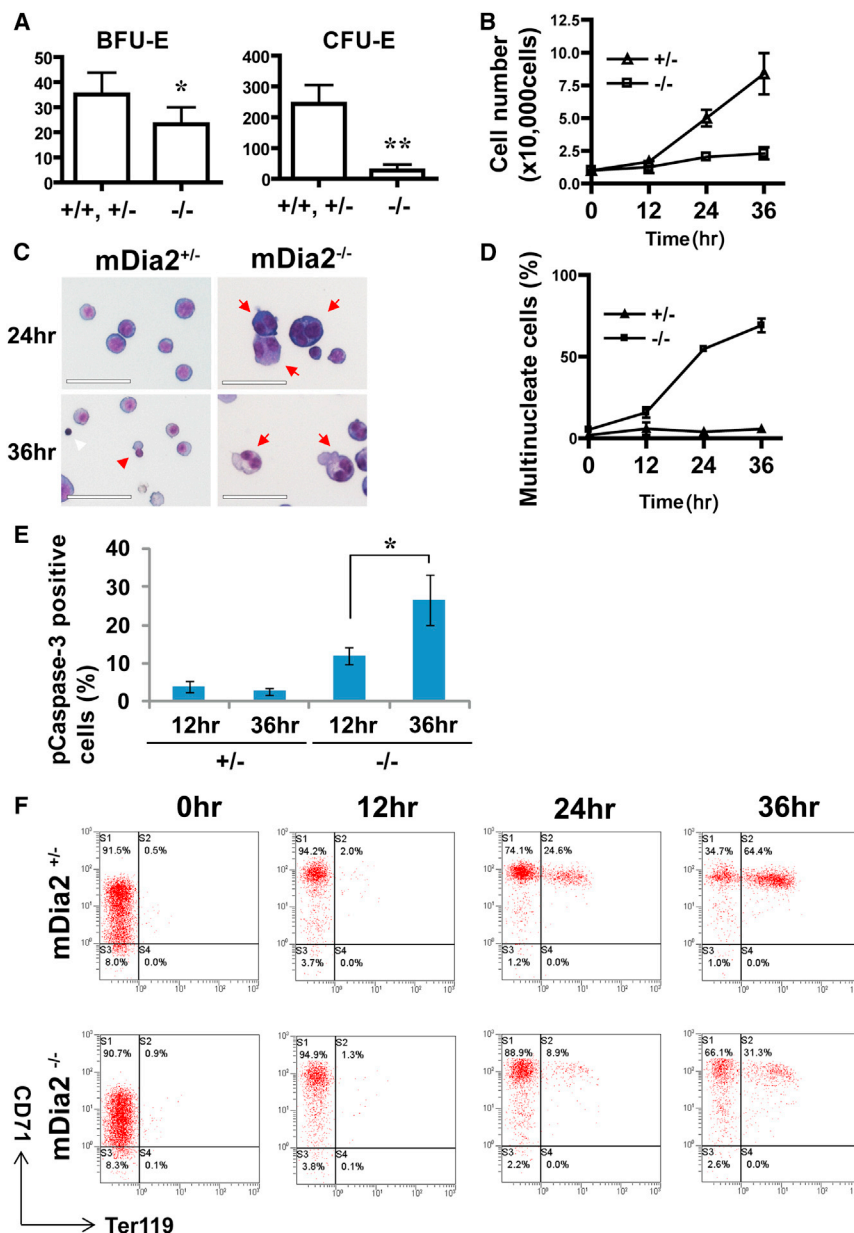 A
BFU-E
CFU-E
50
40
30
20
10
0
*
+/+, +/-
-/-
400
300
200
100
0
**
+/+, +/-
-/-
B
Cell number
(x10,000cells)
10.0
7.5
5.0
2.5
0.0
+/-
-/-
0
12
24
36
Time(hr)
C
mDia2+/-
mDia2-/-
24hr
36hr
D
Multinucleate cells (%)
100
50
0
+/-
-/-
0
12
24
36
Time(hr)
E
pCaspase-3 positive
cells (%)
40
30
20
10
0
*
12hr
36hr
12hr
36hr
+/-
-/-
F
0hr
12hr
24hr
36hr
mDia2 +/-
S1
91.5%
S2
0.5%
S3
8.0%
S4
0.0%
S1
94.2%
S2
2.0%
S3
3.7%
S4
0.0%
S1
74.1%
S2
24.6%
S3
1.2%
S4
0.0%
S1
34.7%
S2
64.4%
S3
1.0%
S4
0.0%
mDia2 -/-
S1
90.7%
S2
0.9%
S3
8.3%
S4
0.1%
S1
94.9%
S2
1.3%
S3
3.8%
S4
0.1%
S1
88.9%
S2
8.9%
S3
2.2%
S4
0.0%
S1
66.1%
S2
31.3%
S3
2.6%
S4
0.0%
CD71
Ter119